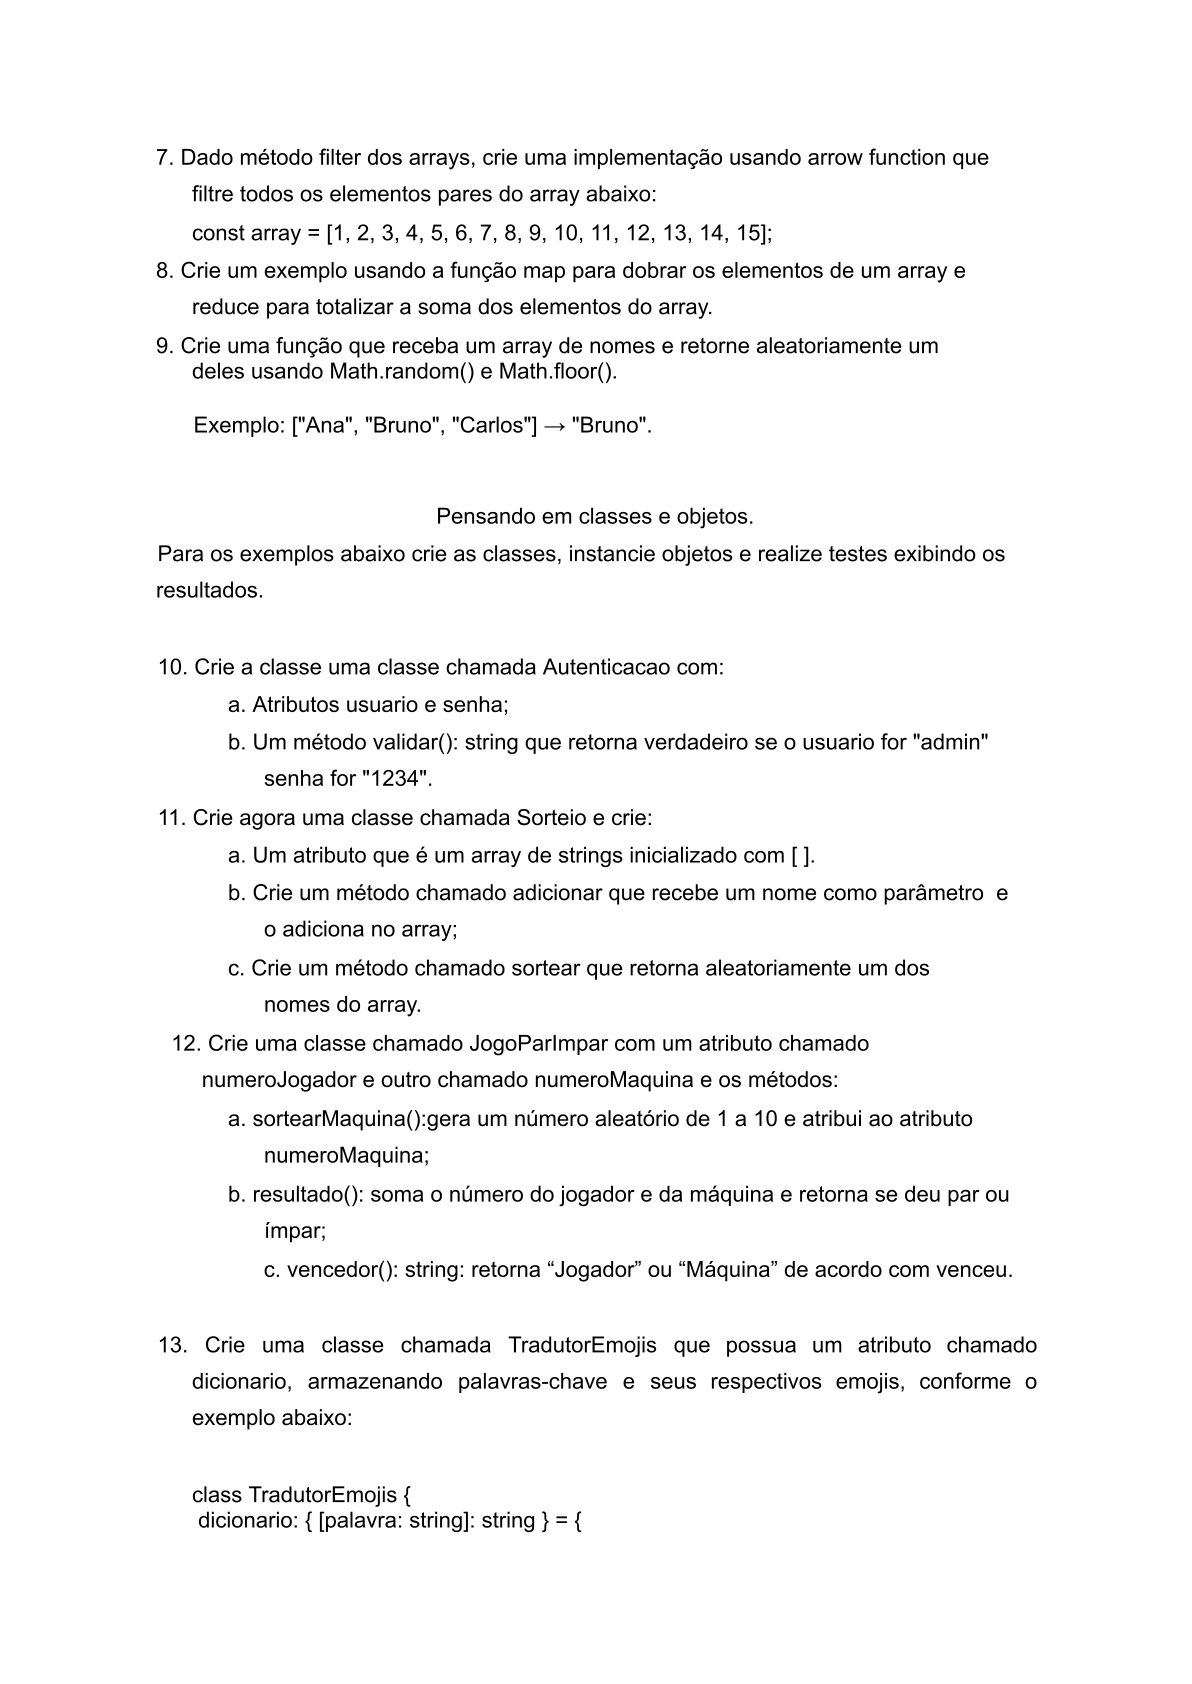 7. Dado método filter dos arrays, crie uma implementação usando arrow function que
filtre todos os elementos pares do array abaixo:
const array = [1, 2, 3, 4, 5, 6, 7, 8, 9, 10, 11, 12, 13, 14, 15];
8. Crie um exemplo usando a função map para dobrar os elementos de um array e
reduce para totalizar a soma dos elementos do array.
9. Crie uma função que receba um array de nomes e retorne aleatoriamente um
deles usando Math.random() e Math.floor().
Exemplo: ["Ana", "Bruno", "Carlos"] → "Bruno".
Pensando em classes e objetos.
Para os exemplos abaixo crie as classes, instancie objetos e realize testes exibindo os
resultados.
10. Crie a classe uma classe chamada Autenticacao com:
a. Atributos usuario e senha;
b. Um método validar(): string que retorna verdadeiro se o usuario for "admin"
senha for "1234".
11. Crie agora uma classe chamada Sorteio e crie:
a. Um atributo que é um array de strings inicializado com [ ].
b. Crie um método chamado adicionar que recebe um nome como parâmetro  e
o adiciona no array;
c. Crie um método chamado sortear que retorna aleatoriamente um dos
nomes do array.
12. Crie uma classe chamado JogoParImpar com um atributo chamado
numeroJogador e outro chamado numeroMaquina e os métodos:
a. sortearMaquina():gera um número aleatório de 1 a 10 e atribui ao atributo
numeroMaquina;
b. resultado(): soma o número do jogador e da máquina e retorna se deu par ou
ímpar;
c. vencedor(): string: retorna “Jogador” ou “Máquina” de acordo com venceu.
13. Crie uma classe chamada TradutorEmojis que possua um atributo chamado
dicionario, armazenando palavras-chave e seus respectivos emojis, conforme o
exemplo abaixo:
class TradutorEmojis {
dicionario: { [palavra: string]: string } = {